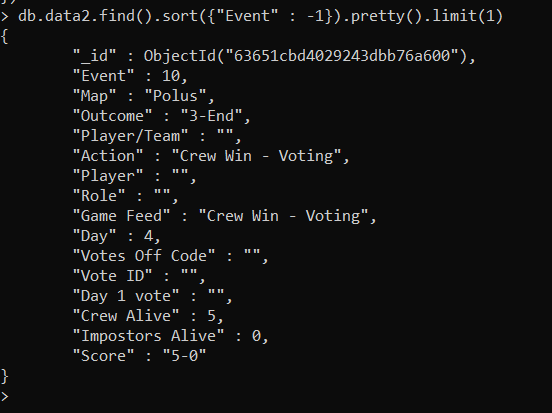 > db.data2.find().sort({"Event" : -1}).pretty().limit(1)
{
        "_id" : ObjectId("63651cbd4029243dbb76a600"),
        "Event" : 10,
        "Map" : "Polus",
        "Outcome" : "3-End",
        "Player/Team" : "",
        "Action" : "Crew Win - Voting",
        "Player" : "",
        "Role" : "",
        "Game Feed" : "Crew Win - Voting",
        "Day" : 4,
        "Votes Off Code" : "",
        "Vote ID" : "",
        "Day 1 vote" : "",
        "Crew Alive" : 5,
        "Impostors Alive" : 0,
        "Score" : "5-0"
}
>